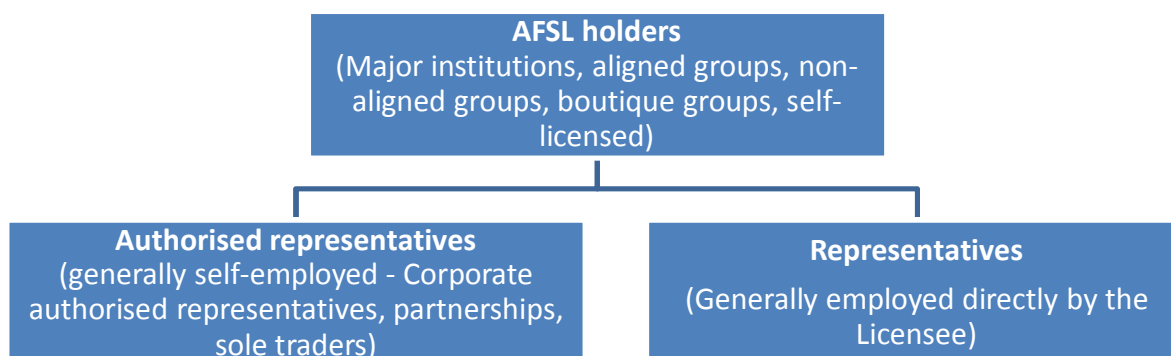 AFSL holders
(Major institutions, aligned groups, non-
aligned groups, boutique groups, self-
licensed)
Authorised representatives
(generally self-employed - Corporate
authorised representatives, partnerships,
sole traders)
Representatives
(Generally employed directly by the
Licensee)